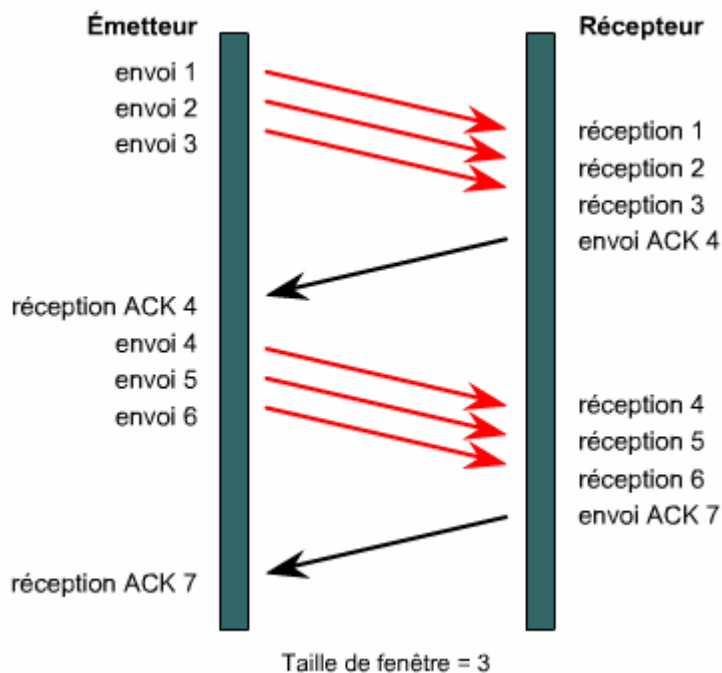 Émetteur
Récepteur
envoi 1
envoi 2
envoi 3
réception 1
réception 2
réception 3
envoi ACK 4
réception ACK 4
envoi 4
envoi 5
envoi 6
réception 4
réception 5
réception 6
envoi ACK 7
réception ACK 7
Taille de fenêtre = 3